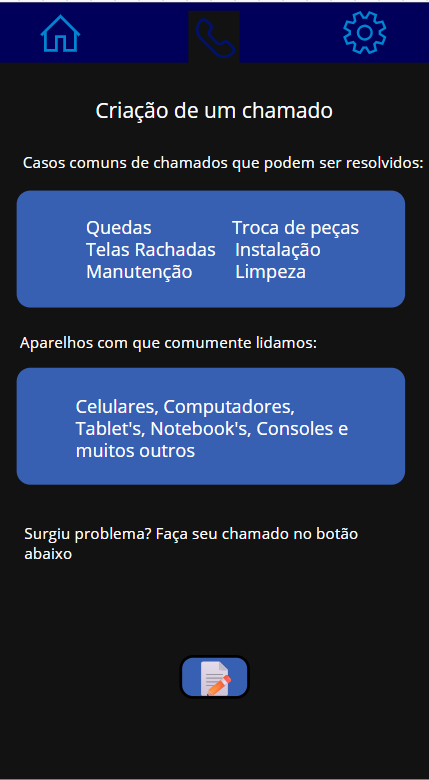 Criação de um chamado
Casos comuns de chamados que podem ser resolvidos:
Quedas Troca de peças
Telas Rachadas Instalação
Manutenção Limpeza
Aparelhos com que comumente lidamos:
Celulares, Computadores,
Tablet's, Notebook's, Consoles e
muitos outros
Surgiu problema? Faça seu chamado no botão
abaixo